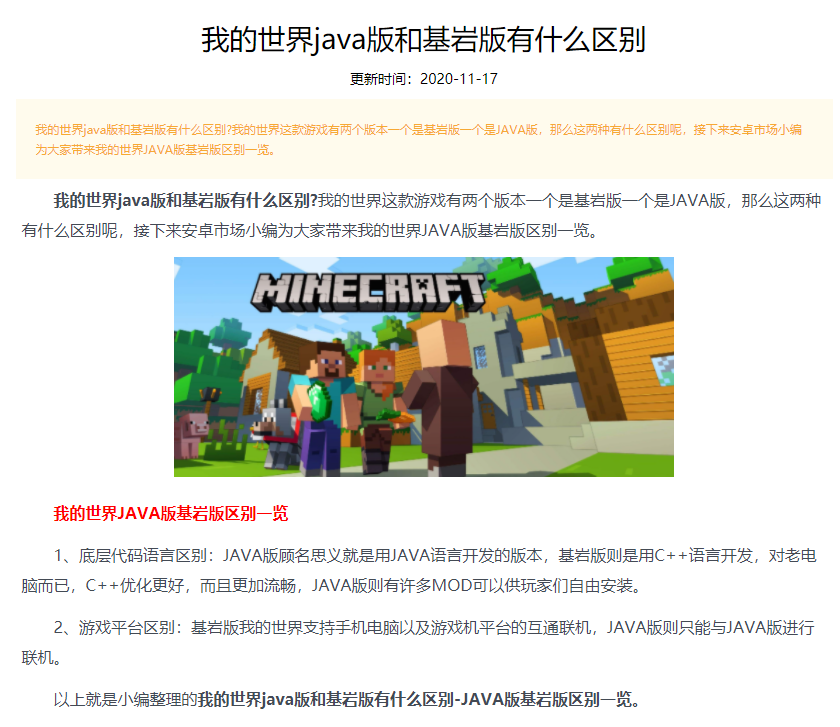 我的世界java版和基岩版有什么区别
更新时间：2020-11-17
我的世界java版和基岩版有什么区别?我的世界这款游戏有两个版本一个是基岩版一个是JAVA版，那么这两种有什么区别呢，接下来安卓市场小编
为大家带来我的世界JAVA版基岩版区别一览。
我的世界java版和基岩版有什么区别?我的世界这款游戏有两个版本一个是基岩版一个是JAVA版，那么这两种
有什么区别呢，接下来安卓市场小编为大家带来我的世界JAVA版基岩版区别一览。
MINECRAFT
我的世界JAVA版基岩版区别一览
1、底层代码语言区别：JAVA版顾名思义就是用JAVA语言开发的版本，基岩版则是用C++语言开发，对老电
脑而已，C++优化更好，而且更加流畅，JAVA版则有许多MOD可以供玩家们自由安装。
2、游戏平台区别：基岩版我的世界支持手机电脑以及游戏机平台的互通联机，JAVA版则只能与JAVA版进行
联机。
以上就是小编整理的我的世界java版和基岩版有什么区别-JAVA版基岩版区别一览。